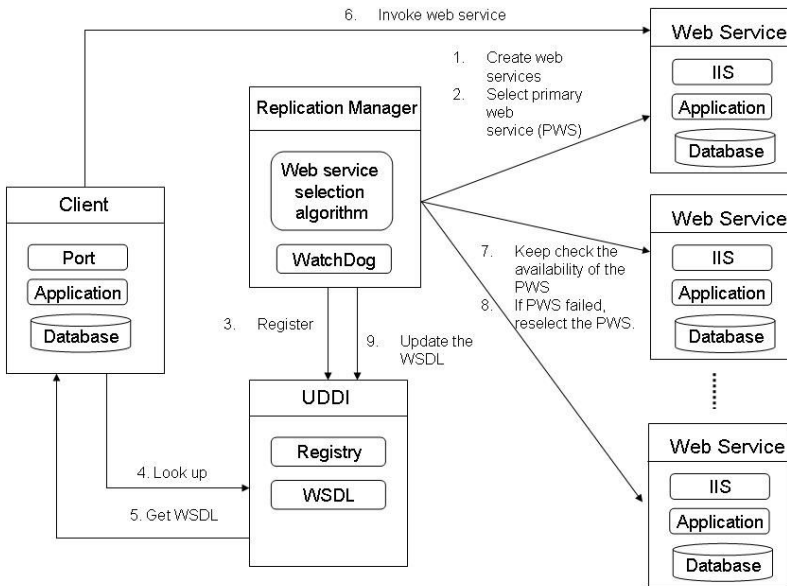 6. Invoke web service
Web Service
IIS
Application
Database
1. Create web
services
2. Select primary
web
service (PWS)
Replication Manager
Web service
selection
algorithm
WatchDog
Client
Port
Application
Database
Web Service
IIS
Application
Database
7. Keep check the
availability of the
PWS
8. If PWS failed,
reselect the PWS.
3. Register
9. Update the
WSDL
UDDI
Registry
WSDL
4. Look up
5. Get WSDL
Web Service
IIS
Application
Database